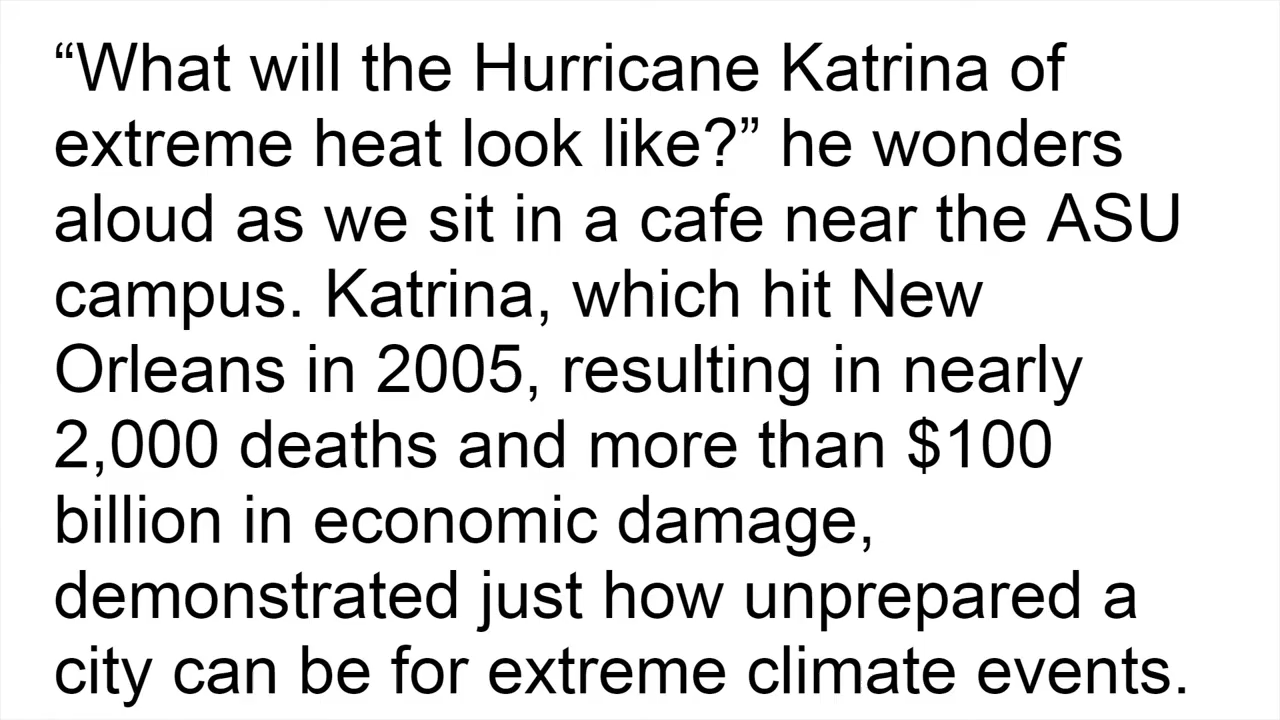 “What will the Hurricane Katrina of
extreme heat look like?” he wonders
aloud as we sit in a cafe near the ASU
campus. Katrina, which hit New
Orleans in 2005, resulting in nearly
2,000 deaths and more than $100
billion in economic damage,
demonstrated just how unprepared a
city can be for extreme climate events.